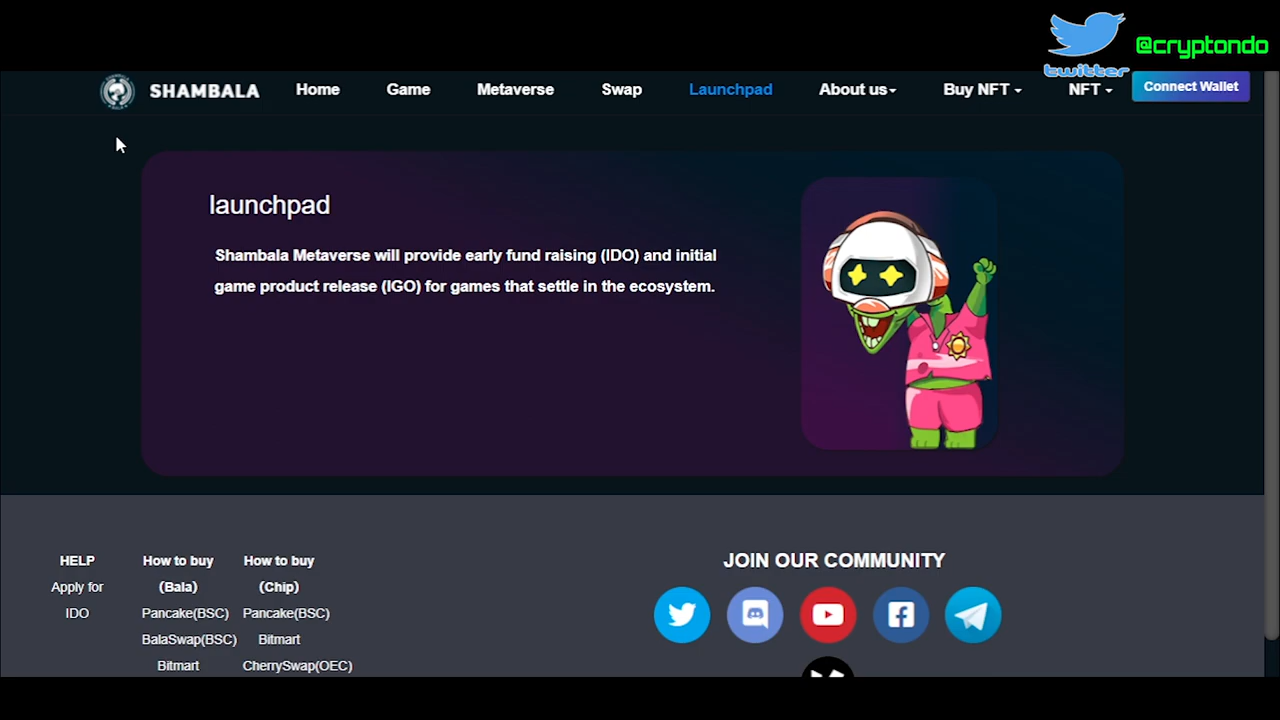 @cryptondo
twitter
SHAMBALA Home Game Metaverse Swap Launchpad About us Buy NFT NFT Connect Wallet
launchpad
Shambala Metaverse will provide early fund raising (IDO) and initial
game product release (IGO) for games that settle in the ecosystem.
HELP
Apply for
IDO
How to buy
(Bala)
Pancake(BSC)
BalaSwap(BSC)
Bitmart
How to buy
(Chip)
Pancake(BSC)
Bitmart
CherrySwap(OEC)
JOIN OUR COMMUNITY